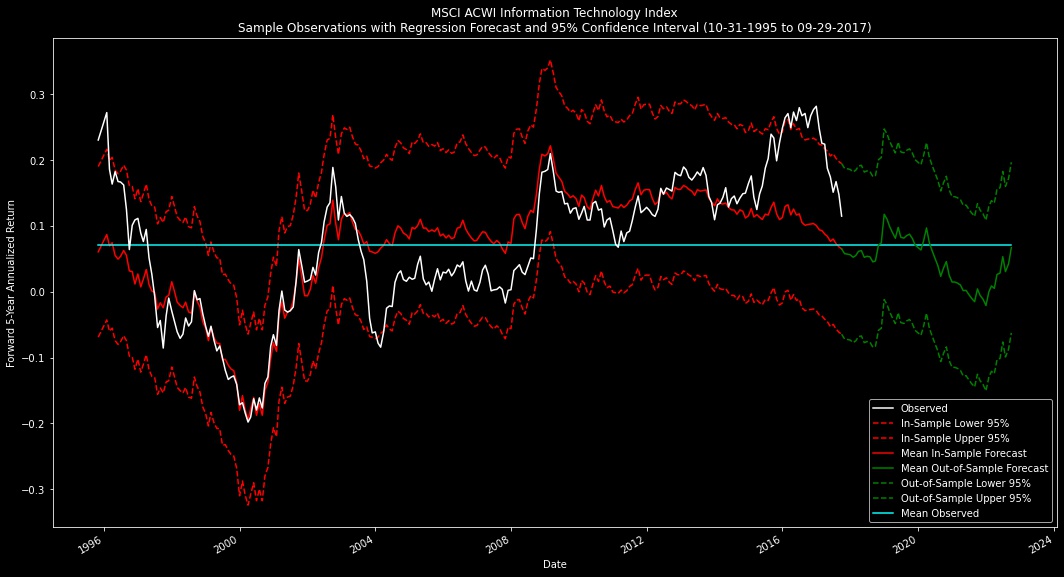 MSCI ACWI Information Technology Index
Sample Observations with Regression Forecast and 95% Confidence Interval (10-31-1995 to 09-29-2017)
Forward 5-Year Annualized Return
0.3
0.2
0.1
0.0
−0.1
−0.2
−0.3
1996
2000
2004
2008
2012
2016
2020
2024
Date
Observed
In-Sample Lower 95%
In-Sample Upper 95%
Mean In-Sample Forecast
Mean Out-of-Sample Forecast
Out-of-Sample Lower 95%
Out-of-Sample Upper 95%
Mean Observed